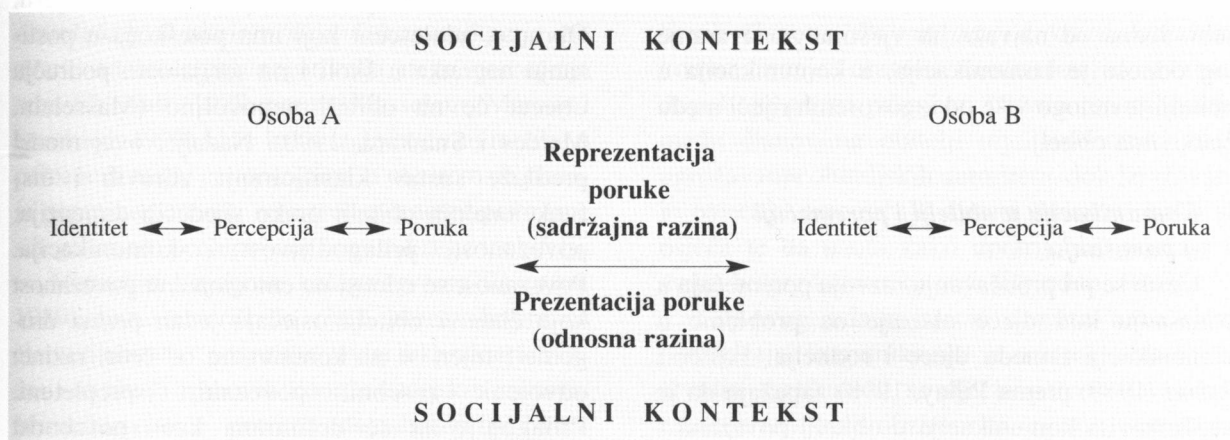 SOCIJALNI KONTEKST
Osoba A
Osoba B
Reprezentacija
poruke
(sadržajna razina)
Identitet ↔ Percepcija ↔ Poruka
Identitet ↔ Percepcija ↔ Poruka
Prezentacija poruke
(odnosna razina)
SOCIJALNI KONTEKST